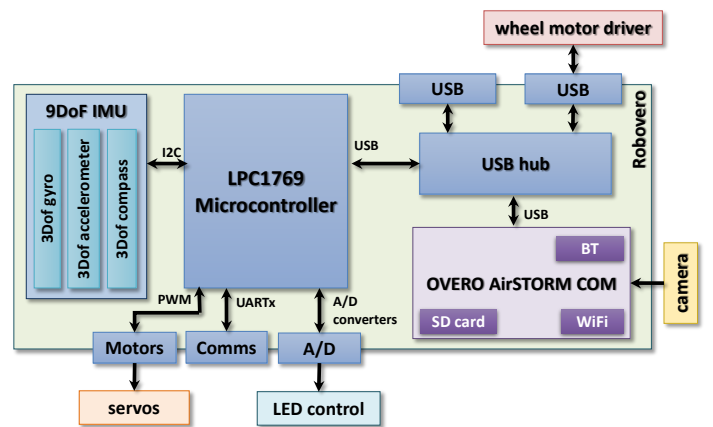 wheel motor driver
USB
USB
Robovero
9DoF IMU
3Dof gyro
3Dof accelerometer
3Dof compass
I2C
LPC1769
Microcontroller
USB
USB hub
USB
BT
OVERO AirSTORM COM
SD card
WiFi
camera
PWM
UARTx
A/D
converters
Motors
Comms
A/D
servos
LED control